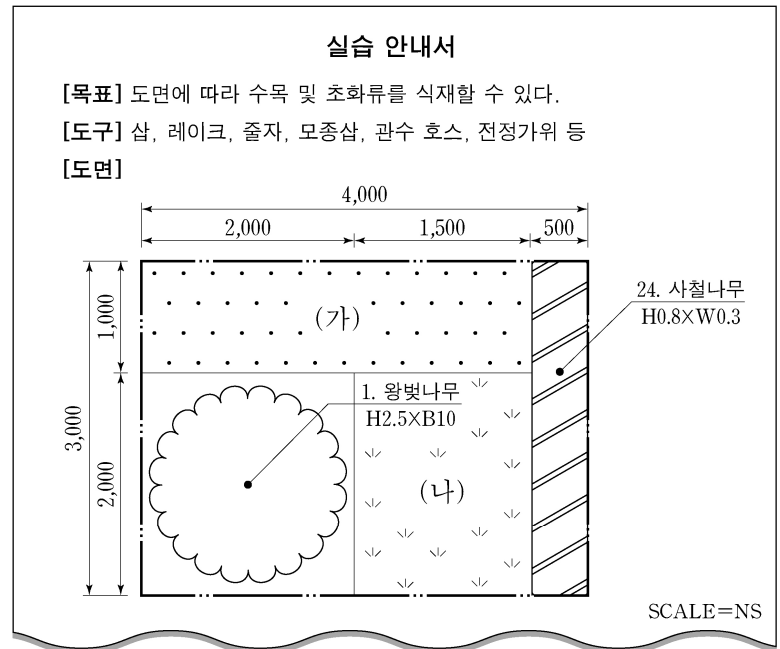 실습 안내서
[목표] 도면에 따라 수목 및 초화류를 식재할 수 있다.
[도구] 삽, 레이크, 줄자, 모종삽, 관수 호스, 전정가위 등
[도면]
4,000
2,000
1,500
500
3,000
1,000
2,000
(가)
24. 사철나무
H0.8×W0.3
1. 왕벚나무
H2.5×B10
(나)
SCALE=NS